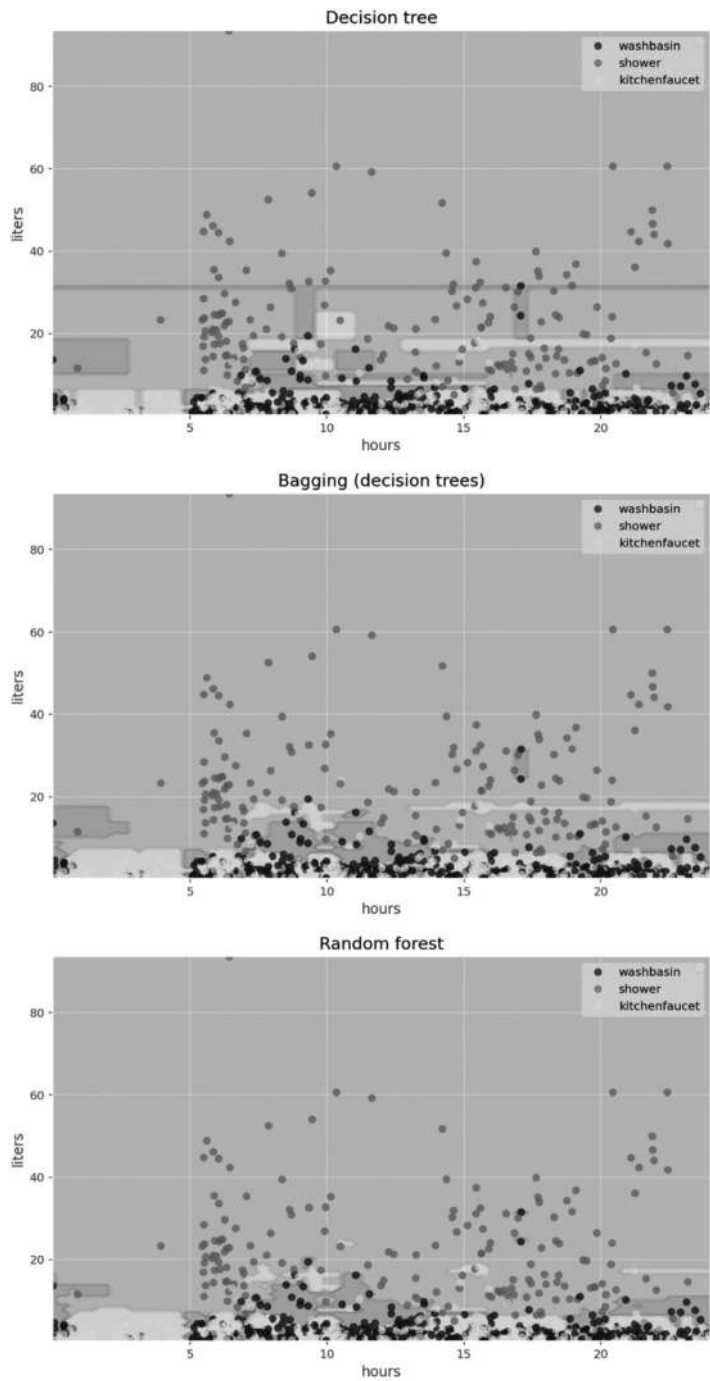 Decision tree
washbasin
shower
kitchenfaucet
80
60
40
20
liters
5 10 15 20
hours
Bagging (decision trees)
washbasin
shower
kitchenfaucet
80
60
40
20
liters
5 10 15 20
hours
Random forest
washbasin
shower
kitchenfaucet
80
60
40
20
liters
5 10 15 20
hours